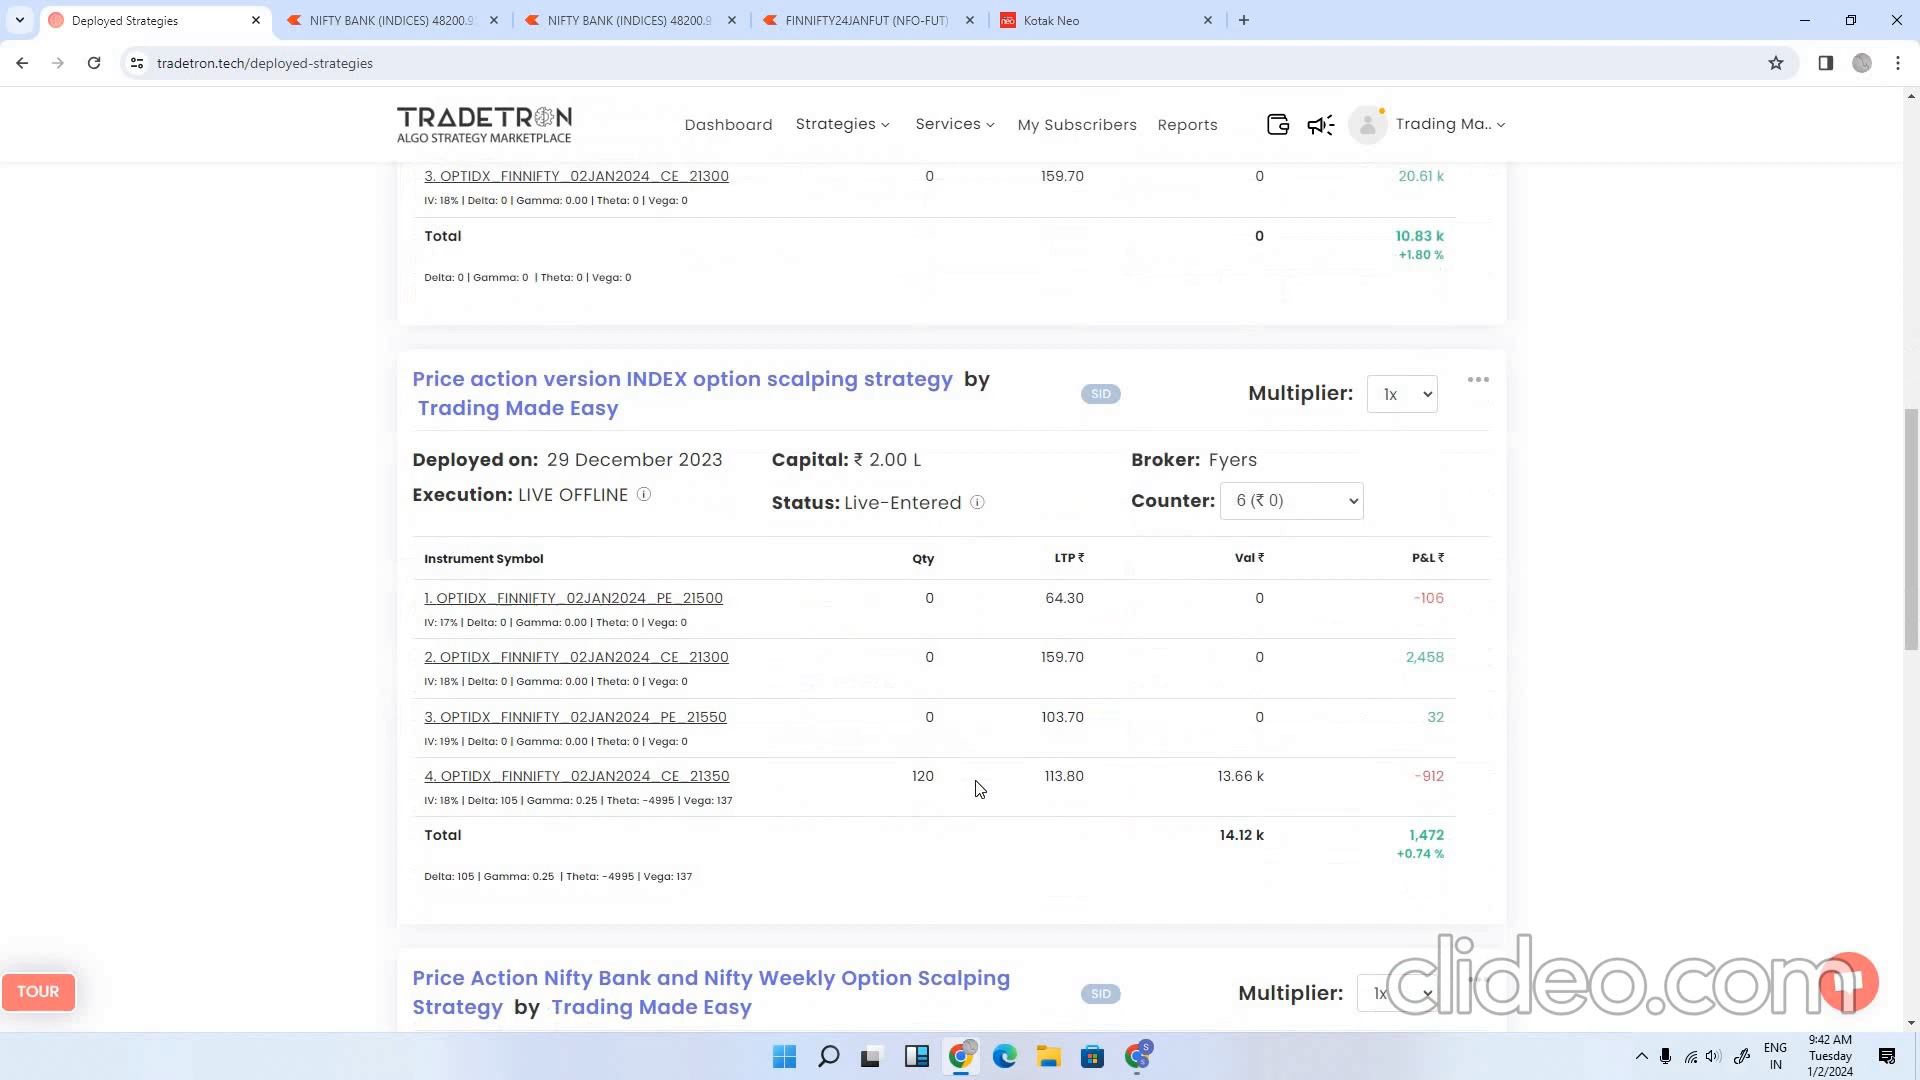 Deployed Strategies
NIFTY BANK (INDICES) 48200.9
NIFTY BANK (INDICES) 48200.9
FINNIFTY24JANFUT (NFO-FUT)
neo Kotak Neo
tradetron.tech/deployed-strategies
TRADETRON
ALGO STRATEGY MARKETPLACE
Dashboard Strategies Services My Subscribers Reports Trading Ma..
3. OPTIDX_FINNIFTY_02JAN2024_CE_21300 0 159.70 0 20.61 k
IV: 18% | Delta: 0 | Gamma: 0.00 | Theta: 0 | Vega: 0
Total 0 10.83 k
+1.80 %
Delta: 0 | Gamma: 0 | Theta: 0 | Vega: 0
Price action version INDEX option scalping strategy by
Trading Made Easy
SID
Multiplier: 1x
Deployed on: 29 December 2023 Capital: ₹ 2.00 L Broker: Fyers
Execution: LIVE OFFLINE Status: Live-Entered Counter: 6 (₹ 0)
Instrument Symbol Qty LTP ₹ Val ₹ P&L ₹
1. OPTIDX_FINNIFTY_02JAN2024_PE_21500 0 64.30 0 -106
IV: 17% | Delta: 0 | Gamma: 0.00 | Theta: 0 | Vega: 0
2. OPTIDX_FINNIFTY_02JAN2024_CE_21300 0 159.70 0 2,458
IV: 18% | Delta: 0 | Gamma: 0.00 | Theta: 0 | Vega: 0
3. OPTIDX_FINNIFTY_02JAN2024_PE_21550 0 103.70 0 32
IV: 19% | Delta: 0 | Gamma: 0.00 | Theta: 0 | Vega: 0
4. OPTIDX_FINNIFTY_02JAN2024_CE_21350 120 113.80 13.66 k -912
IV: 18% | Delta: 105 | Gamma: 0.25 | Theta: -4995 | Vega: 137
Total 14.12 k 1,472
+0.74 %
Delta: 105 | Gamma: 0.25 | Theta: -4995 | Vega: 137
Price Action Nifty Bank and Nifty Weekly Option Scalping
Strategy by Trading Made Easy
SID
Multiplier: 1x
clideo.com
TOUR
ENG
IN
9:42 AM
Tuesday
1/2/2024